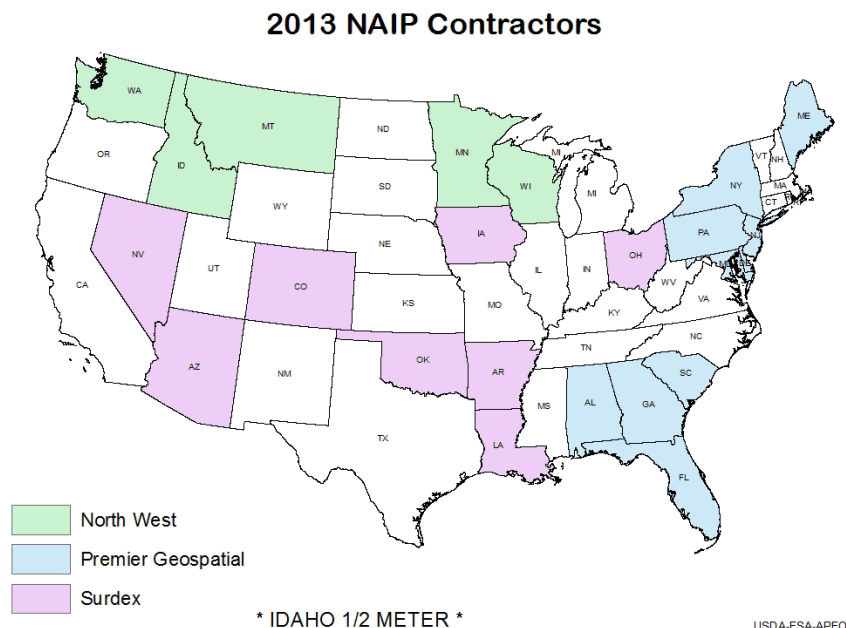 2013 NAIP Contractors
WA
MT
ND
MN
ME
OR
ID
SD
WI
MI
MI
VT
NH
NY
MA
CT
WY
IA
PA
NJ
NE
NV
UT
CO
IL
IN
OH
WV
VA
CA
KS
MO
KY
AZ
NM
OK
AR
TN
NC
SC
TX
LA
MS
AL
GA
FL
North West
Premier Geospatial
Surdex
* IDAHO 1/2 METER *
USDA-FSA-APFO